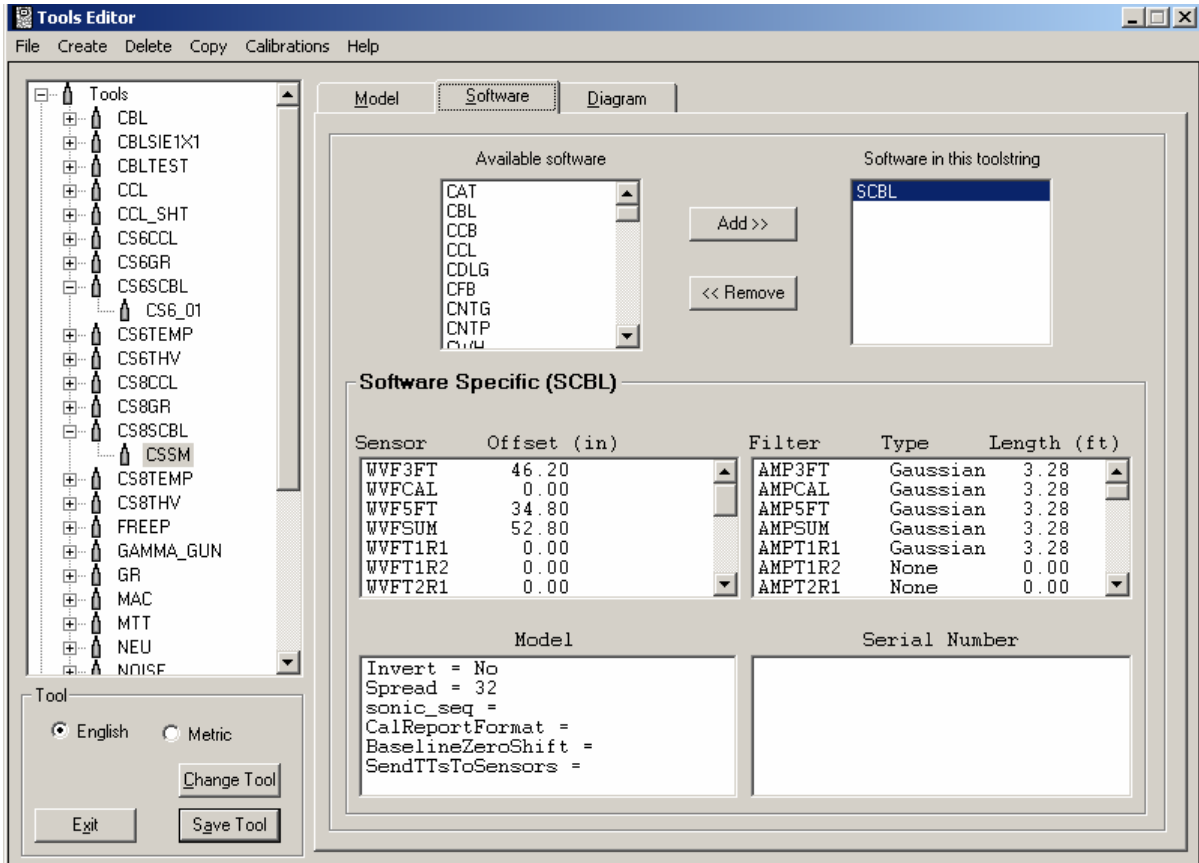 Tools Editor
File Create Delete Copy Calibrations Help
Tools
CBL
CBLSIE1X1
CBLTEST
CCL
CCL_SHT
CS6CCL
CS6GR
CS6SCBL
CS6_01
CS6TEMP
CS6THV
CS8CCL
CS8GR
CS8SCBL
CSSM
CS8TEMP
CS8THV
FREEP
GAMMA_GUN
GR
MAC
MTT
NEU
NOISE
Tool
English Metric
Change Tool
Exit Save Tool
Model Software Diagram
Available software
CAT
CBL
CCB
CCL
CDLG
CFB
CNTG
CNTP
CWH
Add >>
<< Remove
Software in this toolstring
SCBL
Software Specific (SCBL)
Sensor Offset (in)
WVF3FT 46.20
WVFCAL 0.00
WVF5FT 34.80
WVFSUM 52.80
WVFT1R1 0.00
WVFT1R2 0.00
WVFT2R1 0.00
Filter Type Length (ft)
AMP3FT Gaussian 3.28
AMPCAL Gaussian 3.28
AMP5FT Gaussian 3.28
AMPSUM Gaussian 3.28
AMPT1R1 Gaussian 3.28
AMPT1R2 None 0.00
AMPT2R1 None 0.00
Model
Invert = No
Spread = 32
sonic_seq =
CalReportFormat =
BaselineZeroShift =
SendTTsToSensors =
Serial Number